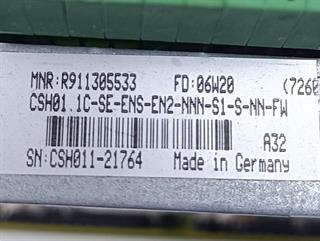 MNR:R911305533 FD:06W20 (7260
CSH01.1C-SE-ENS-EN2-NNN-S1-S-NN-FW
A32
SN:CSH011-21764 Made in Germany